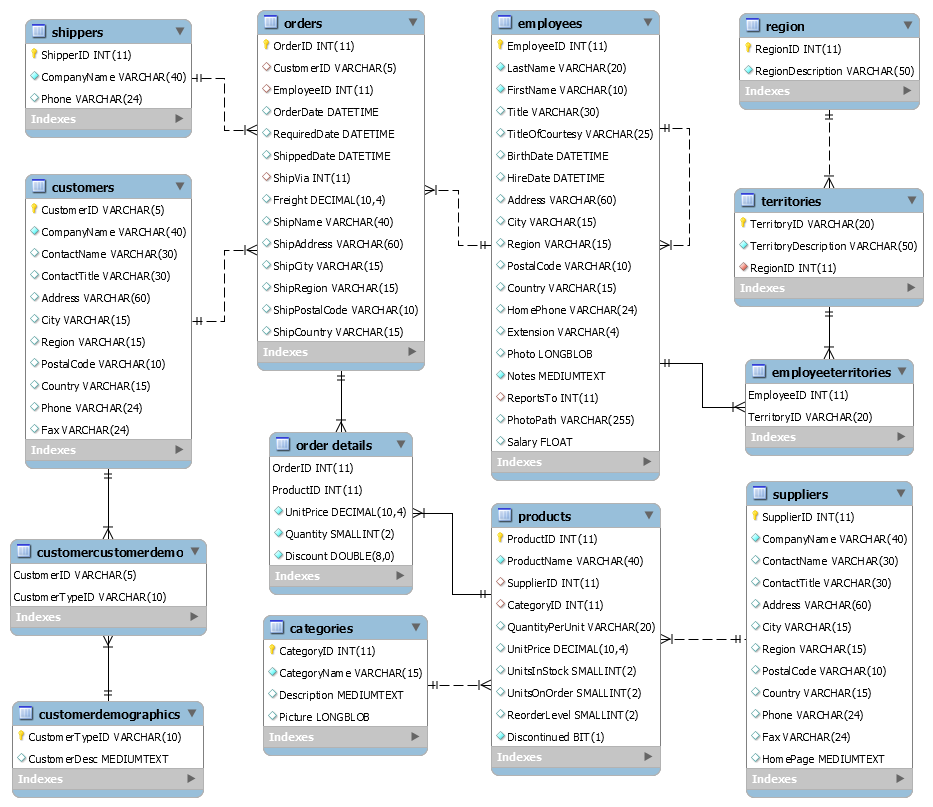 shippers
ShipperID INT(11)
CompanyName VARCHAR(40)
Phone VARCHAR(24)
Indexes
customers
CustomerID VARCHAR(5)
CompanyName VARCHAR(40)
ContactName VARCHAR(30)
ContactTitle VARCHAR(30)
Address VARCHAR(60)
City VARCHAR(15)
Region VARCHAR(15)
PostalCode VARCHAR(10)
Country VARCHAR(15)
Phone VARCHAR(24)
Fax VARCHAR(24)
Indexes
customercustomerdemo
CustomerID VARCHAR(5)
CustomerTypeID VARCHAR(10)
Indexes
customerdemographics
CustomerTypeID VARCHAR(10)
CustomerDesc MEDIUMTEXT
Indexes
orders
OrderID INT(11)
CustomerID VARCHAR(5)
EmployeeID INT(11)
OrderDate DATETIME
RequiredDate DATETIME
ShippedDate DATETIME
ShipVia INT(11)
Freight DECIMAL(10,4)
ShipName VARCHAR(40)
ShipAddress VARCHAR(60)
ShipCity VARCHAR(15)
ShipRegion VARCHAR(15)
ShipPostalCode VARCHAR(10)
ShipCountry VARCHAR(15)
Indexes
order details
OrderID INT(11)
ProductID INT(11)
UnitPrice DECIMAL(10,4)
Quantity SMALLINT(2)
Discount DOUBLE(8,0)
Indexes
categories
CategoryID INT(11)
CategoryName VARCHAR(15)
Description MEDIUMTEXT
Picture LONGBLOB
Indexes
employees
EmployeeID INT(11)
LastName VARCHAR(20)
FirstName VARCHAR(10)
Title VARCHAR(30)
TitleOfCourtesy VARCHAR(25)
BirthDate DATETIME
HireDate DATETIME
Address VARCHAR(60)
City VARCHAR(15)
Region VARCHAR(15)
PostalCode VARCHAR(10)
Country VARCHAR(15)
HomePhone VARCHAR(24)
Extension VARCHAR(4)
Photo LONGBLOB
Notes MEDIUMTEXT
ReportsTo INT(11)
PhotoPath VARCHAR(255)
Salary FLOAT
Indexes
products
ProductID INT(11)
ProductName VARCHAR(40)
SupplierID INT(11)
CategoryID INT(11)
QuantityPerUnit VARCHAR(20)
UnitPrice DECIMAL(10,4)
UnitsInStock SMALLINT(2)
UnitsOnOrder SMALLINT(2)
ReorderLevel SMALLINT(2)
Discontinued BIT(1)
Indexes
region
RegionID INT(11)
RegionDescription VARCHAR(50)
Indexes
territories
TerritoryID VARCHAR(20)
TerritoryDescription VARCHAR(50)
RegionID INT(11)
Indexes
employeeterritories
EmployeeID INT(11)
TerritoryID VARCHAR(20)
Indexes
suppliers
SupplierID INT(11)
CompanyName VARCHAR(40)
ContactName VARCHAR(30)
ContactTitle VARCHAR(30)
Address VARCHAR(60)
City VARCHAR(15)
Region VARCHAR(15)
PostalCode VARCHAR(10)
Country VARCHAR(15)
Phone VARCHAR(24)
Fax VARCHAR(24)
HomePage MEDIUMTEXT
Indexes